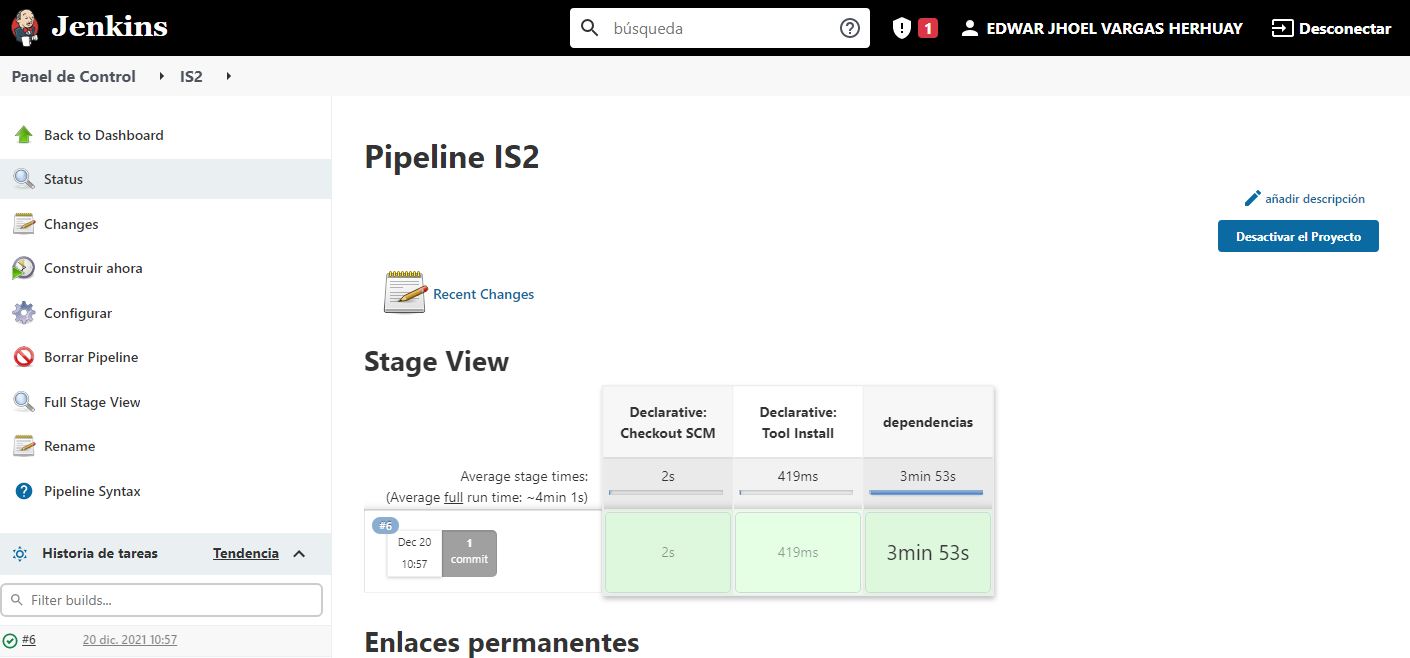 Jenkins
búsqueda
1
EDWAR JHOEL VARGAS HERHUAY
Desconectar
Panel de Control
IS2
Back to Dashboard
Status
Changes
Construir ahora
Configurar
Borrar Pipeline
Full Stage View
Rename
Pipeline Syntax
Historia de tareas
Tendencia
Filter builds...
#6
20 dic. 2021 10:57
Pipeline IS2
añadir descripción
Desactivar el Proyecto
Recent Changes
Stage View
Declarative:
Checkout SCM
Declarative:
Tool Install
dependencias
Average stage times:
(Average full run time: ~4min 1s)
2s
419ms
3min 53s
#6
Dec 20
10:57
1
commit
2s
419ms
3min 53s
Enlaces permanentes